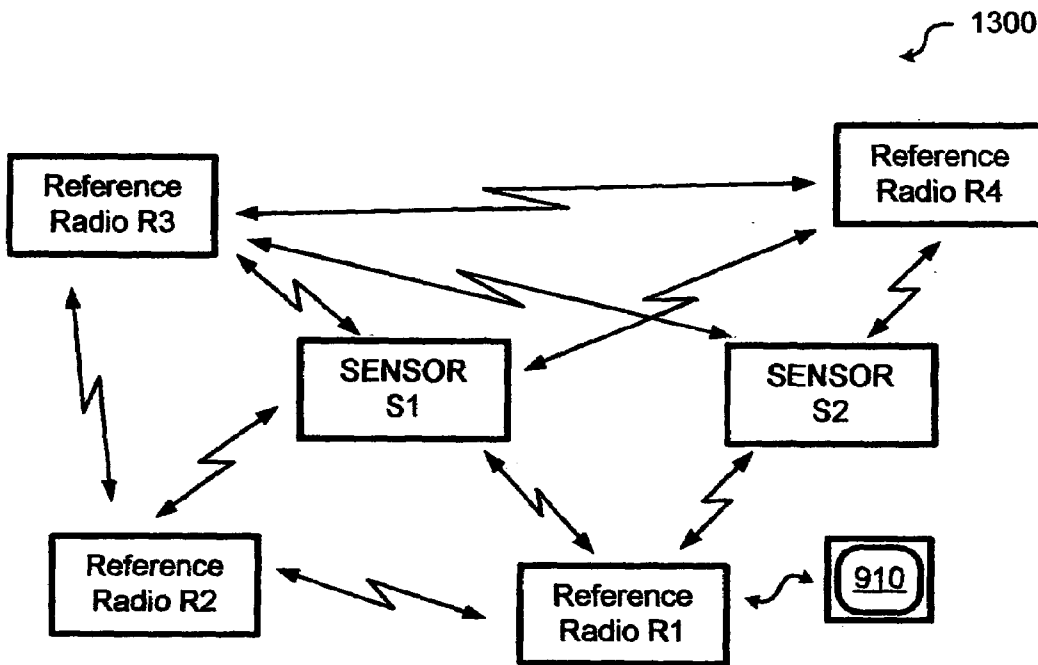 1300
Reference
Radio R3
Reference
Radio R4
SENSOR
S1
SENSOR
S2
Reference
Radio R2
Reference
Radio R1
910